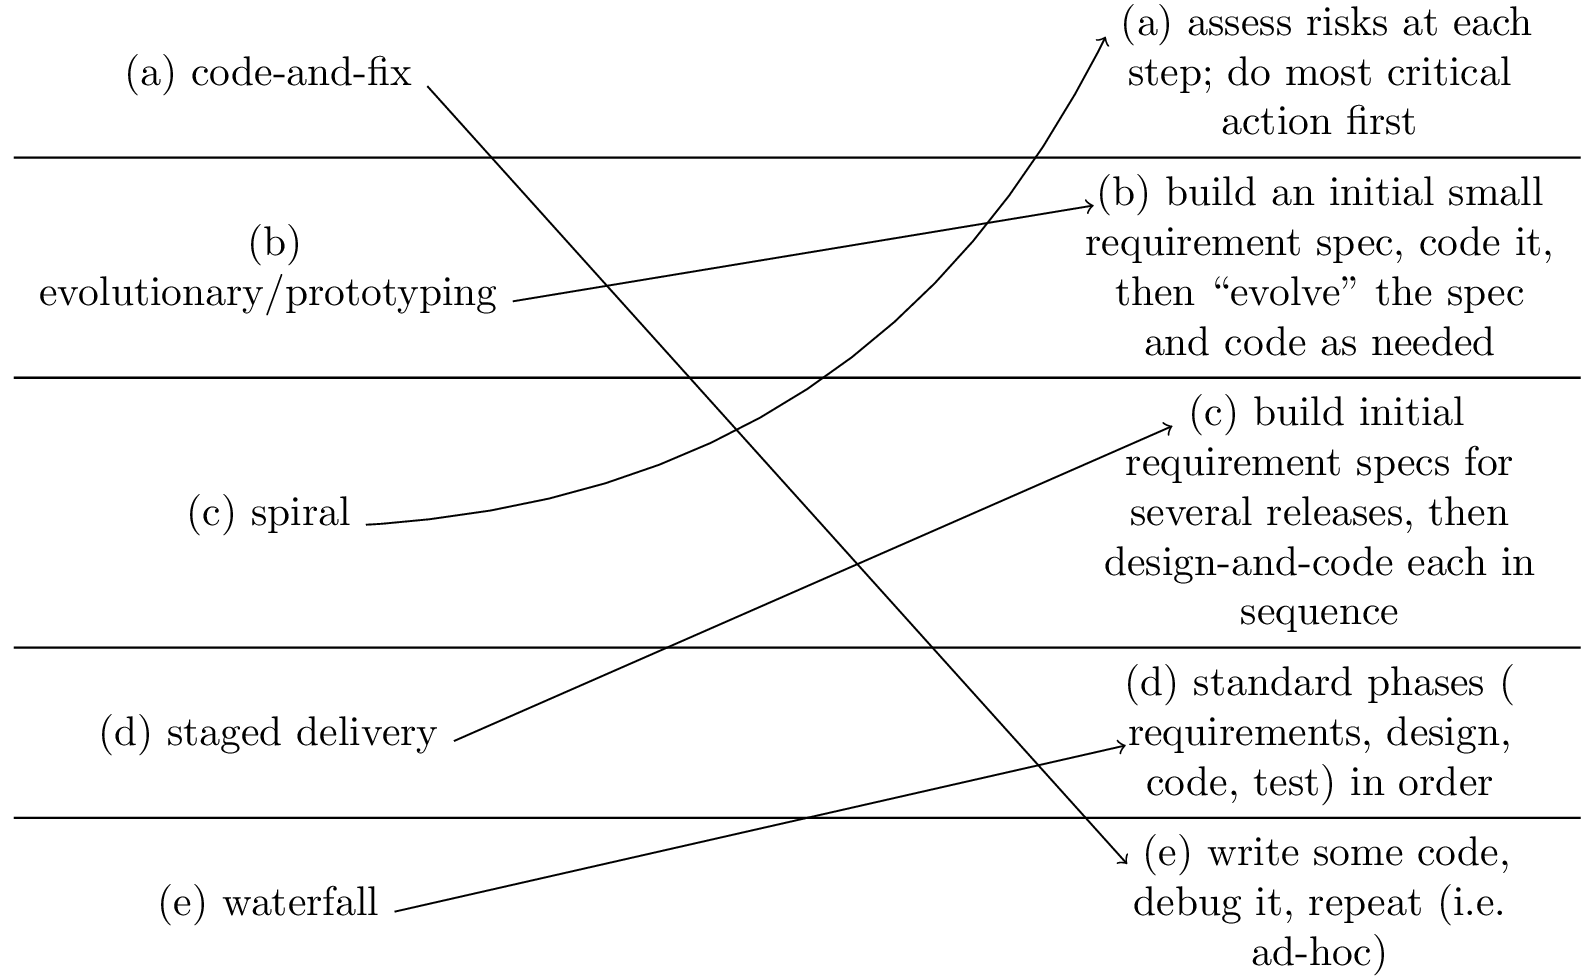 (a) code-and-fix
(a) assess risks at each
step; do most critical
action first
(b)
evolutionary/prototyping
(b) build an initial small
requirement spec, code it,
then “evolve” the spec
and code as needed
(c) spiral
(c) build initial
requirement specs for
several releases, then
design-and-code each in
sequence
(d) staged delivery
(d) standard phases (
requirements, design,
code, test) in order
(e) waterfall
(e) write some code,
debug it, repeat (i.e.
ad-hoc)